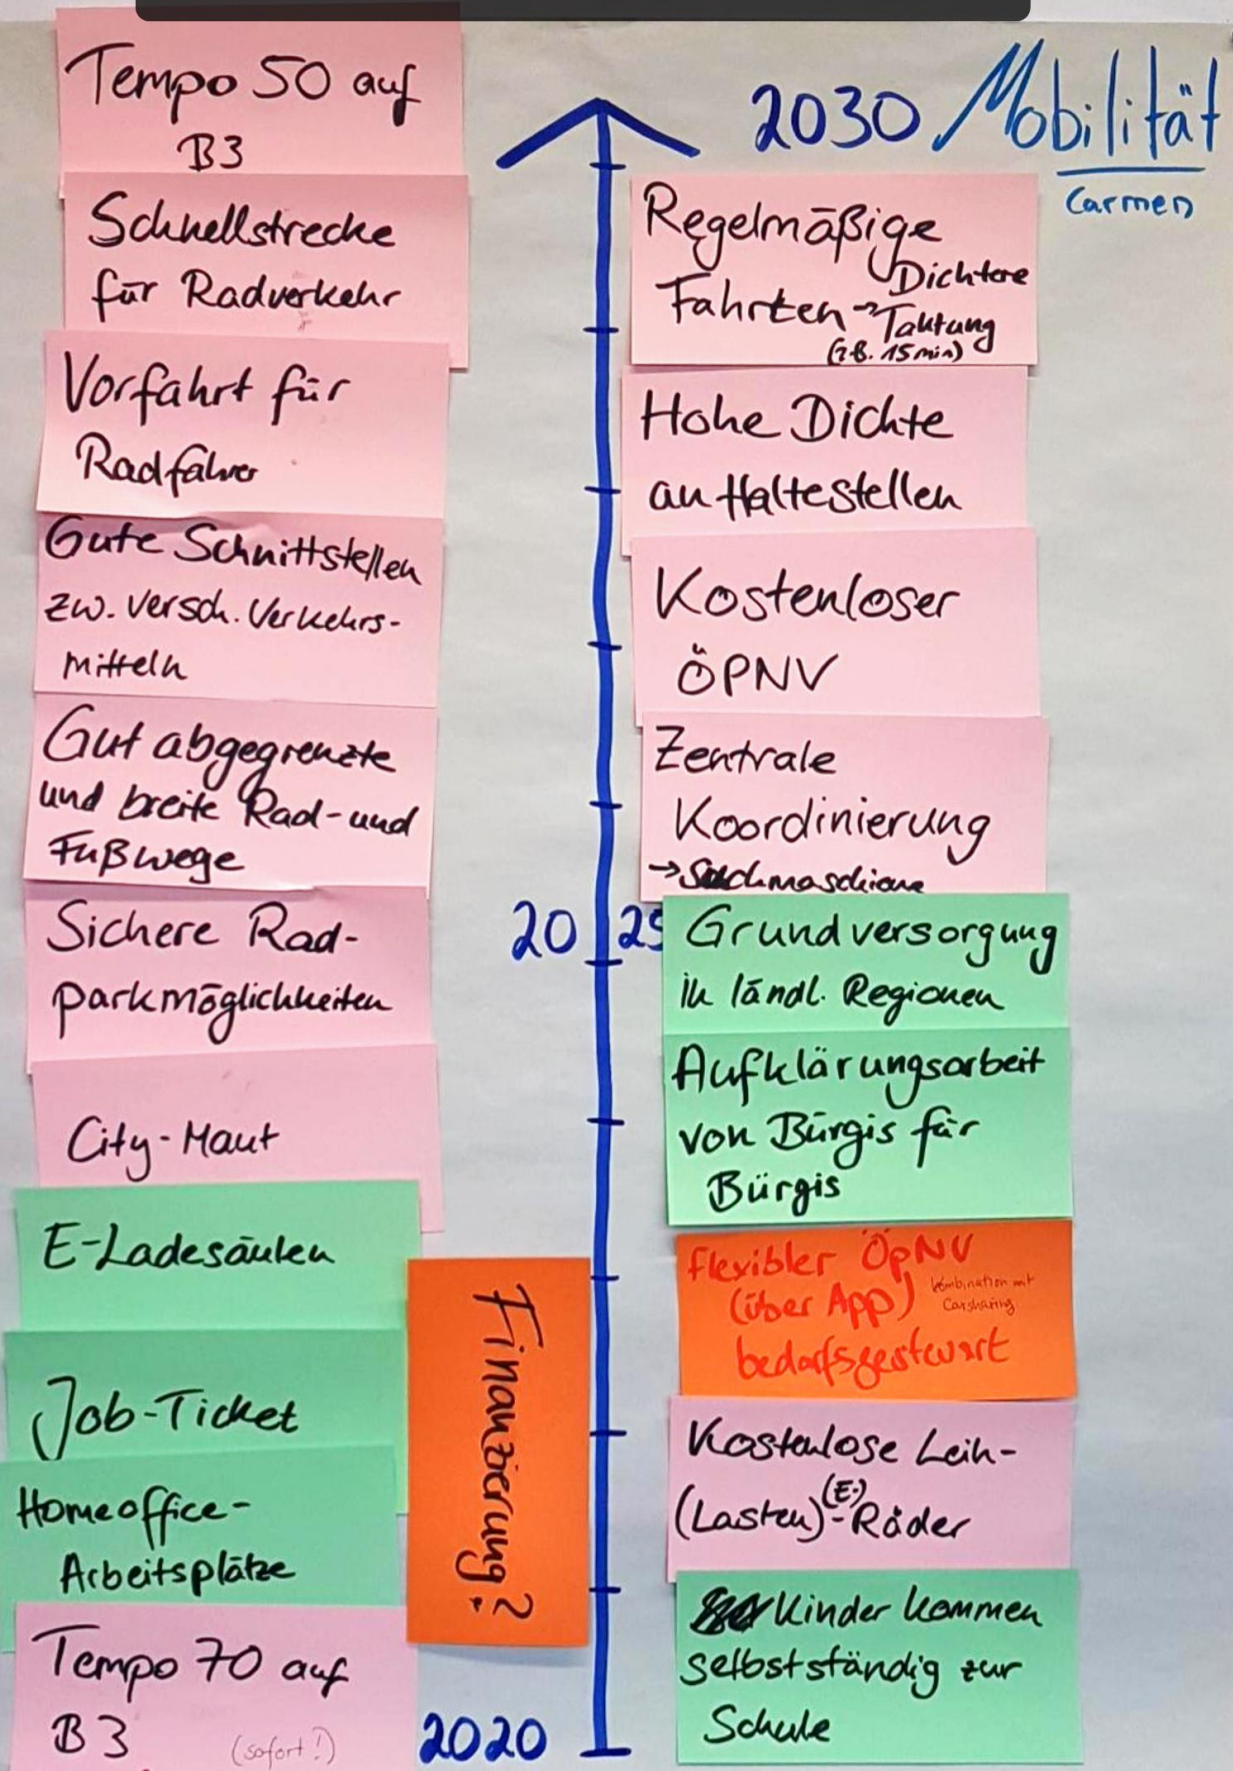 2030 Mobilität
Carmen
Tempo 50 auf
B3
Schnellstrecke
für Radverkehr
Vorfahrt für
Radfahrer
Gute Schnittstellen
zw. versch. Verkehrs-
mitteln
Gut abgegrenzte
und breite Rad- und
Fußwege
Sichere Rad-
parkmöglichkeiten
City-Maut
E-Ladesäulen
Job-Ticket
Homeoffice-
Arbeitsplätze
Tempo 70 auf
B3 (sofort!)
Finanzierung?
2025
2020
Regelmäßige
Fahrten → Dichtere
Taktung
(z.B. 15 min)
Hohe Dichte
an Haltestellen
Kostenloser
ÖPNV
Zentrale
Koordinierung
→ Suchmaschine
Grundversorgung
in ländl. Regionen
Aufklärungsarbeit
von Bürgis für
Bürgis
flexibler ÖPNV
(über App) Kombination mit
Carsharing
bedarfsgesteuert
Kostenlose Leih-
(Lasten)-(E-)Räder
Kinder kommen
selbstständig zur
Schule